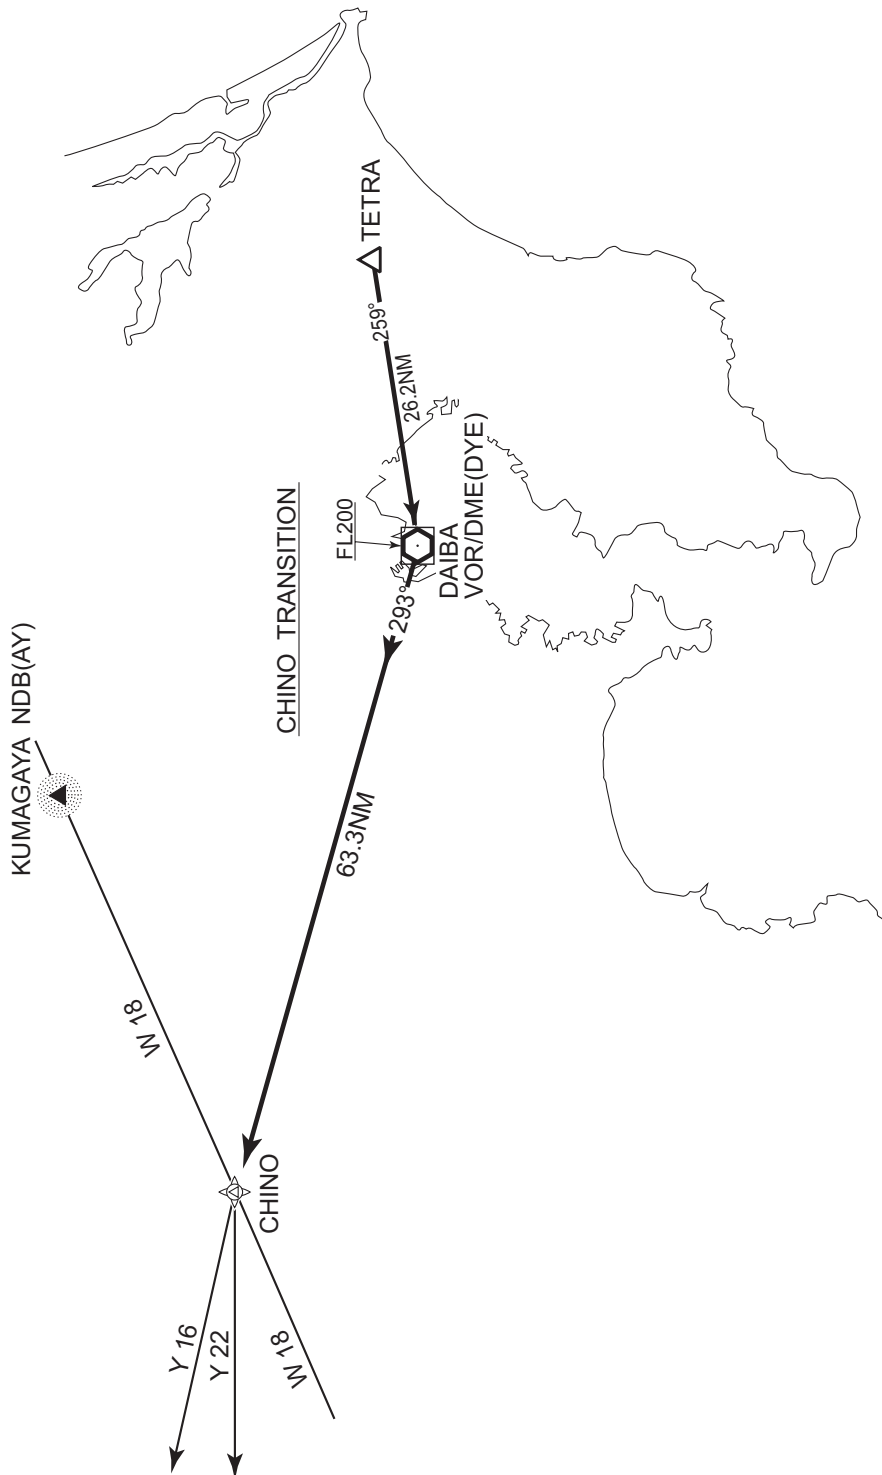 KUMAGAYA NDB(AY)
W 18
CHINO
Y 16
Y 22
W 18
CHINO TRANSITION
63.3NM
293°
FL200
DAIBA
VOR/DME(DYE)
26.2NM
259°
TETRA